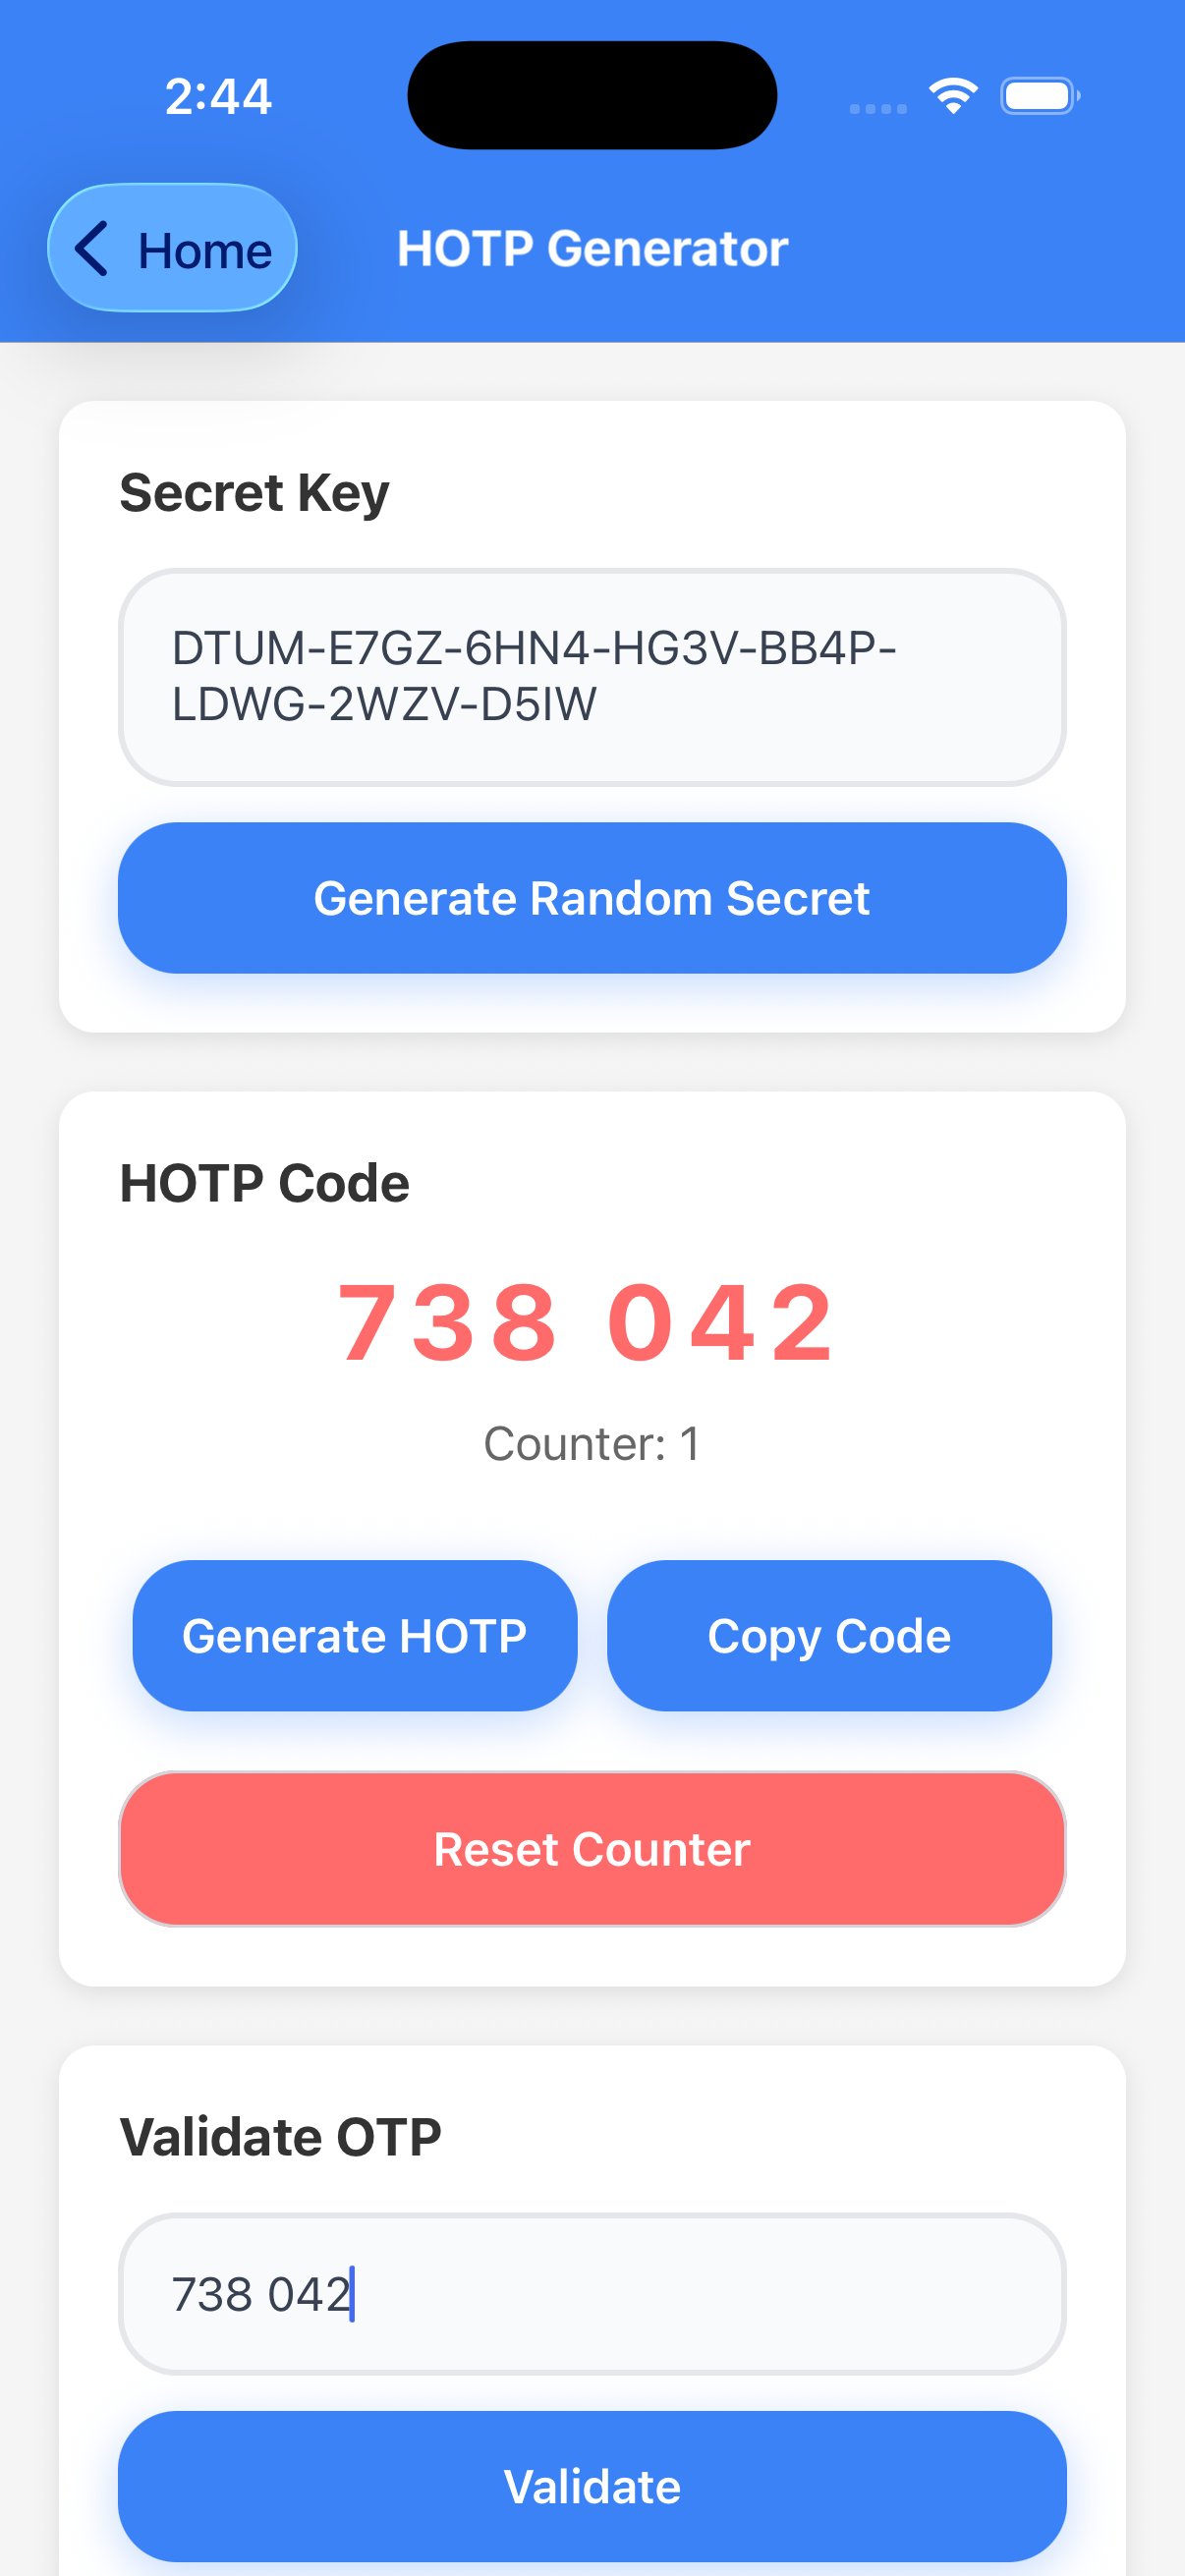 2:44
Home
HOTP Generator
Secret Key
DTUM-E7GZ-6HN4-HG3V-BB4P-
LDWG-2WZV-D5IW
Generate Random Secret
HOTP Code
738 042
Counter: 1
Generate HOTP
Copy Code
Reset Counter
Validate OTP
738 042
Validate